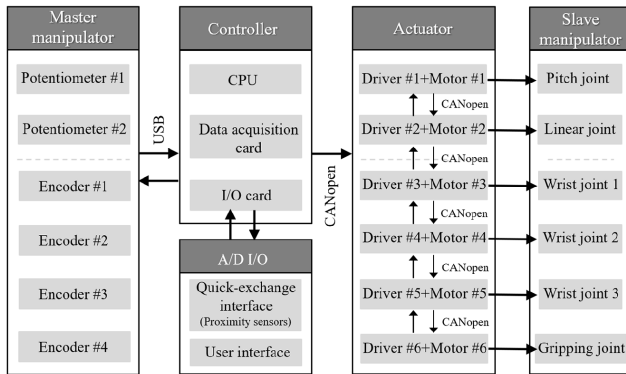 Master
manipulator
Potentiometer #1
Potentiometer #2
Encoder #1
Encoder #2
Encoder #3
Encoder #4
USB
Controller
CPU
Data acquisition
card
I/O card
A/D I/O
Quick-exchange
interface
(Proximity sensors)
User interface
CANopen
Actuator
Driver #1+Motor #1
CANopen
Driver #2+Motor #2
CANopen
Driver #3+Motor #3
CANopen
Driver #4+Motor #4
CANopen
Driver #5+Motor #5
CANopen
Driver #6+Motor #6
Slave
manipulator
Pitch joint
Linear joint
Wrist joint 1
Wrist joint 2
Wrist joint 3
Gripping joint